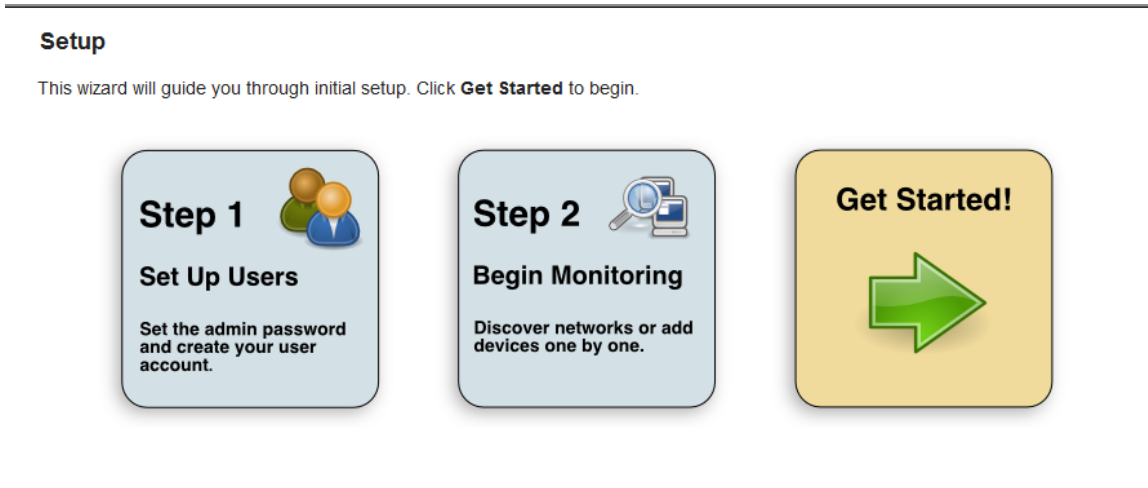 Setup
This wizard will guide you through initial setup. Click Get Started to begin.
Step 1
Set Up Users
Set the admin password
and create your user
account.
Step 2
Begin Monitoring
Discover networks or add
devices one by one.
Get Started!